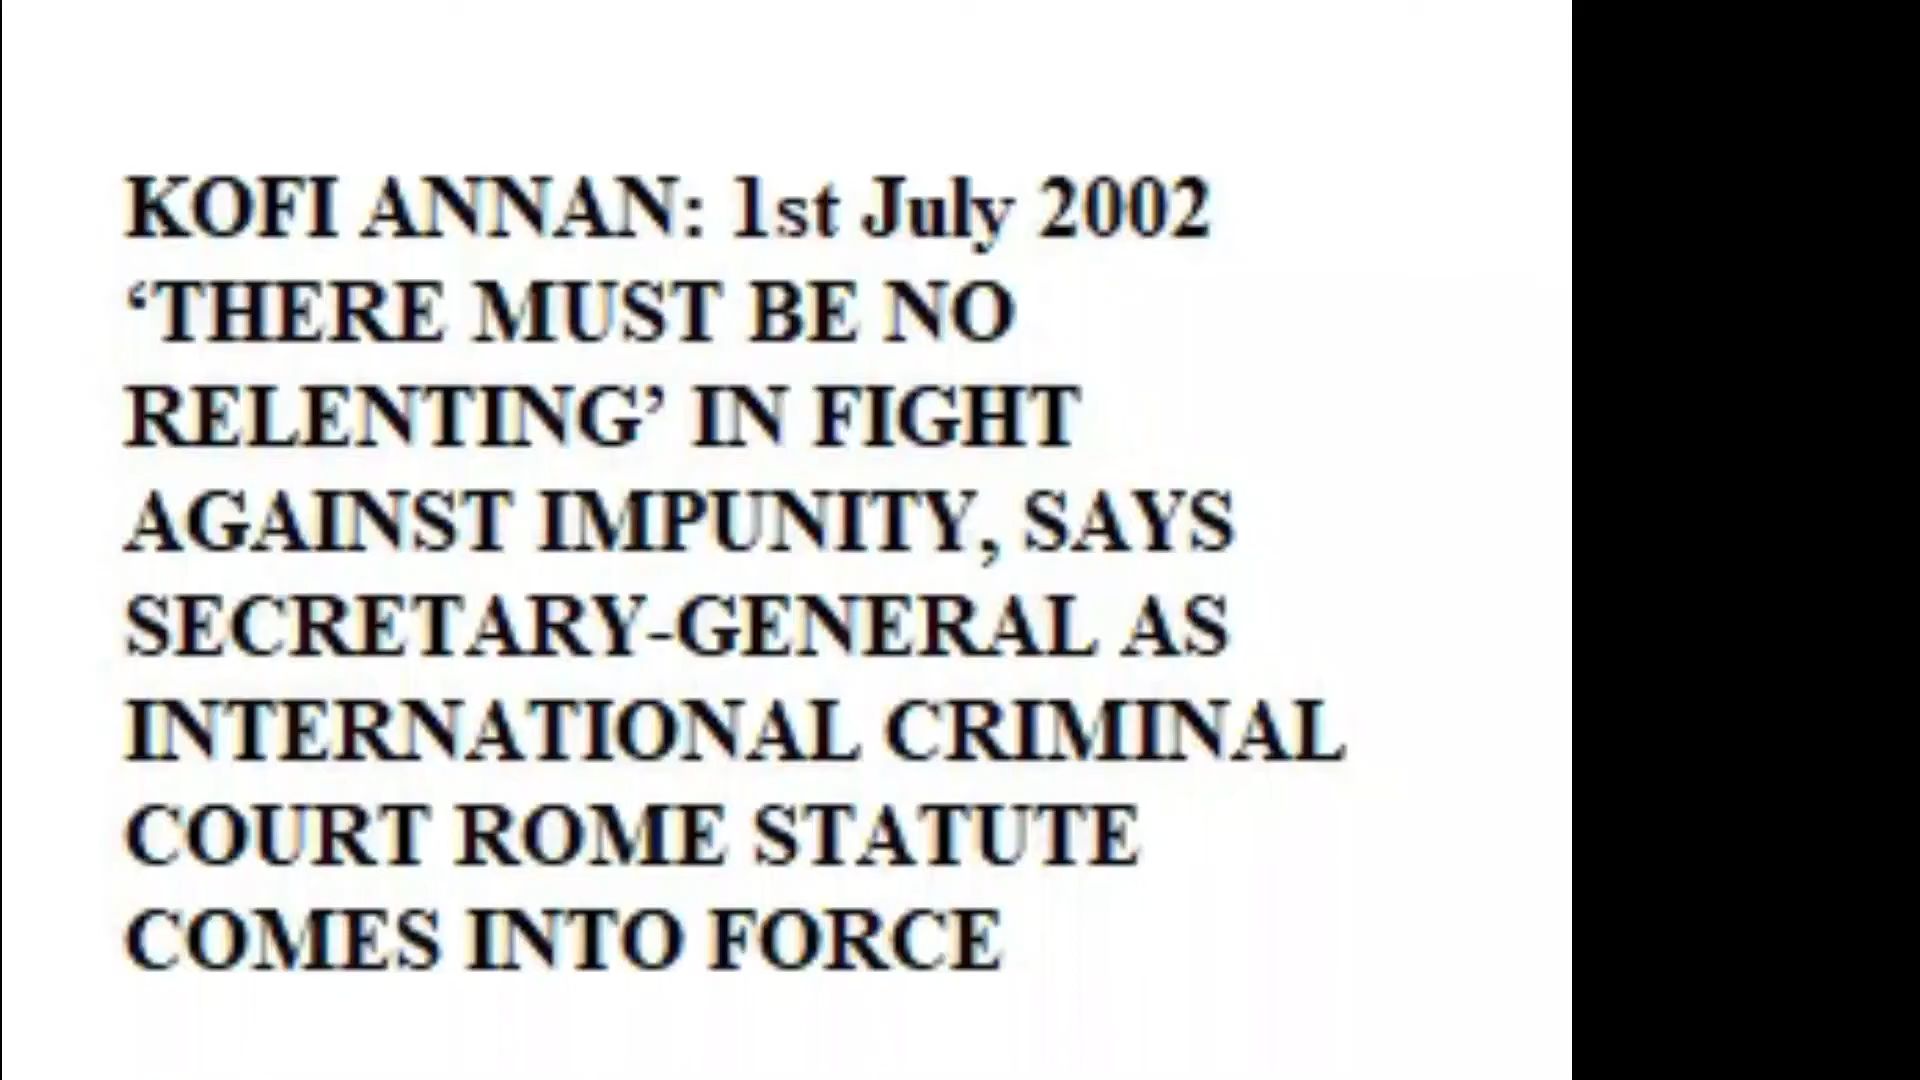 KOFI ANNAN: 1st July 2002
‘THERE MUST BE NO
RELENTING’ IN FIGHT
AGAINST IMPUNITY, SAYS
SECRETARY-GENERAL AS
INTERNATIONAL CRIMINAL
COURT ROME STATUTE
COMES INTO FORCE